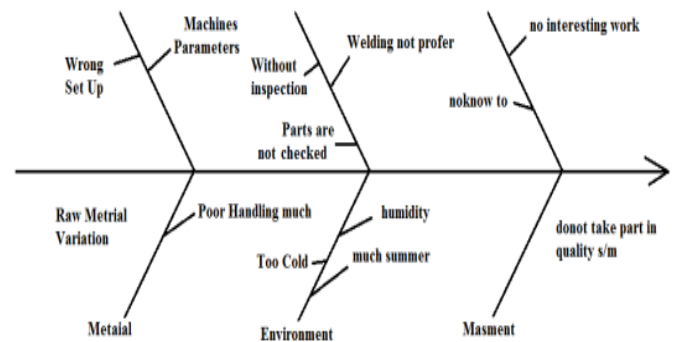 Machines
Parameters
Wrong
Set Up
Without
inspection
Welding not profer
Parts are
not checked
no interesting work
noknow to
Raw Metrial
Variation
Poor Handling much
humidity
Too Cold
much summer
donot take part in
quality s/m
Metaial
Environment
Masment